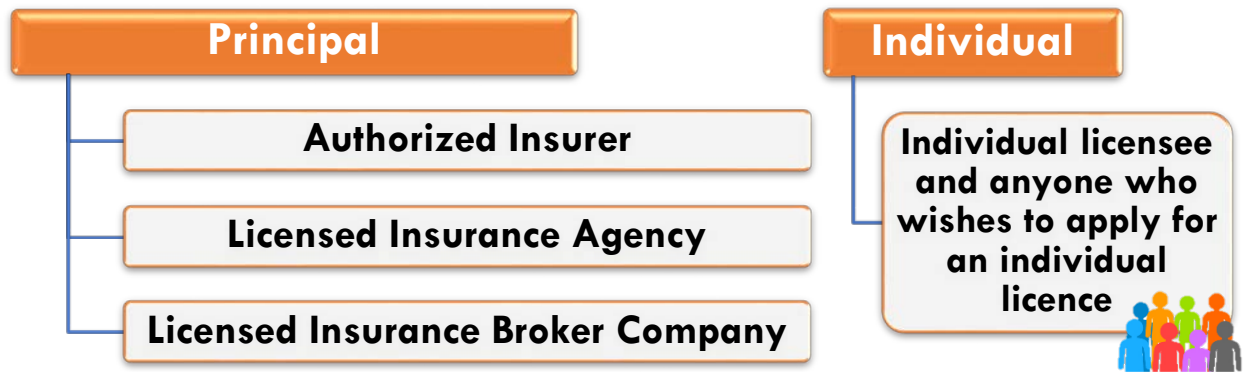 Principal
Authorized Insurer
Licensed Insurance Agency
Licensed Insurance Broker Company
Individual
Individual licensee
and anyone who
wishes to apply for
an individual
licence